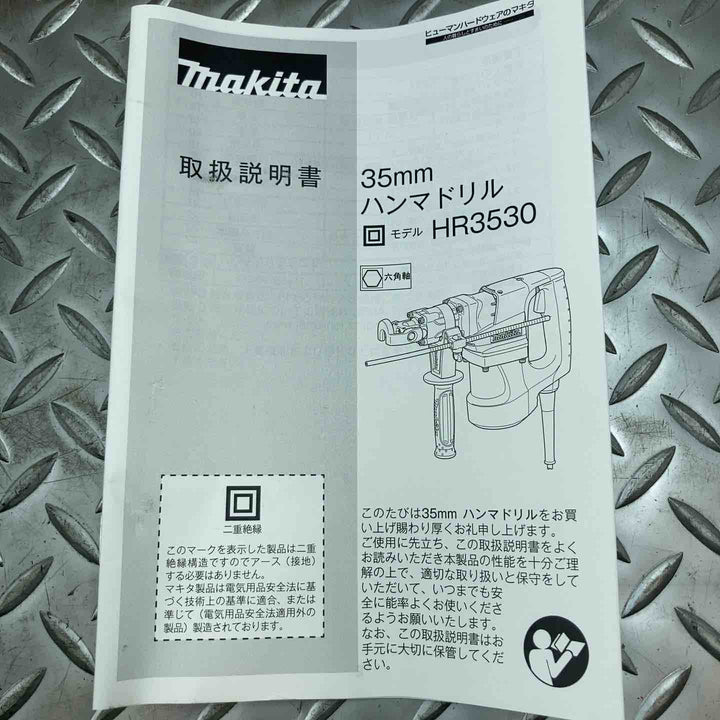 ヒューマンハードウェアのマキタ
makita
取扱説明書
35mm
ハンマドリル
モデル HR3530
六角軸
makita
二重絶縁
このマークを表示した製品は二重
絶縁構造ですのでアース（接地）
する必要はありません。
マキタ製品は電気用品安全法に基
づく技術上の基準に適合、または
準じて（電気用品安全法適用外の
製品）製造されております。
このたびは35mm ハンマドリルをお買
い上げ賜わり厚くお礼申し上げます。
ご使用に先立ち、この取扱説明書をよく
お読みいただき本製品の性能を十分ご理
解の上で、適切な取り扱いと保守をして
いただいて、いつまでも安
全に能率よくお使いくださ
るようお願いいたします。
なお、この取扱説明書はお
手元に大切に保管してくだ
さい。